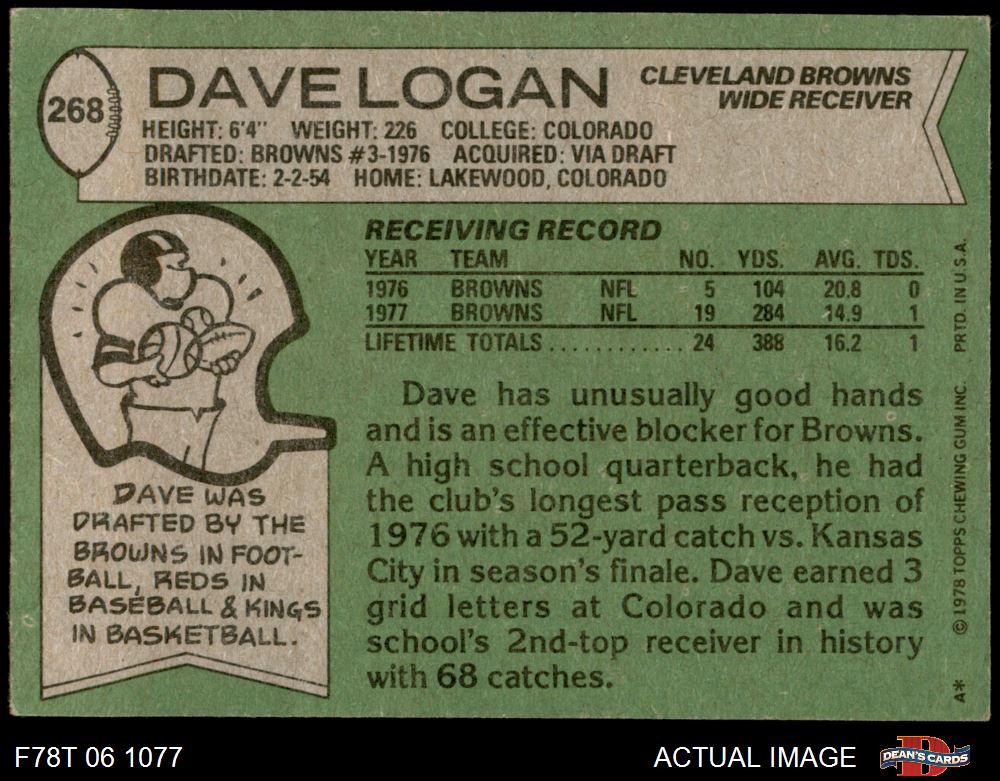 268
DAVE LOGAN
CLEVELAND BROWNS
WIDE RECEIVER
HEIGHT: 6'4" WEIGHT: 226 COLLEGE: COLORADO
DRAFTED: BROWNS #3-1976 ACQUIRED: VIA DRAFT
BIRTHDATE: 2-2-54 HOME: LAKEWOOD, COLORADO
RECEIVING RECORD
YEAR TEAM NO. YDS. AVG. TDS.
1976 BROWNS NFL 5 104 20.8 0
1977 BROWNS NFL 19 284 14.9 1
LIFETIME TOTALS ............ 24 388 16.2 1
Dave has unusually good hands
and is an effective blocker for Browns.
A high school quarterback, he had
the club's longest pass reception of
1976 with a 52-yard catch vs. Kansas
City in season's finale. Dave earned 3
grid letters at Colorado and was
school's 2nd-top receiver in history
with 68 catches.
DAVE WAS
DRAFTED BY THE
BROWNS IN FOOT-
BALL, REDS IN
BASEBALL & KINGS
IN BASKETBALL.
A* © 1978 TOPPS CHEWING GUM INC. PRTD. IN U.S.A.
F78T 06 1077
ACTUAL IMAGE
DEAN'S CARDS